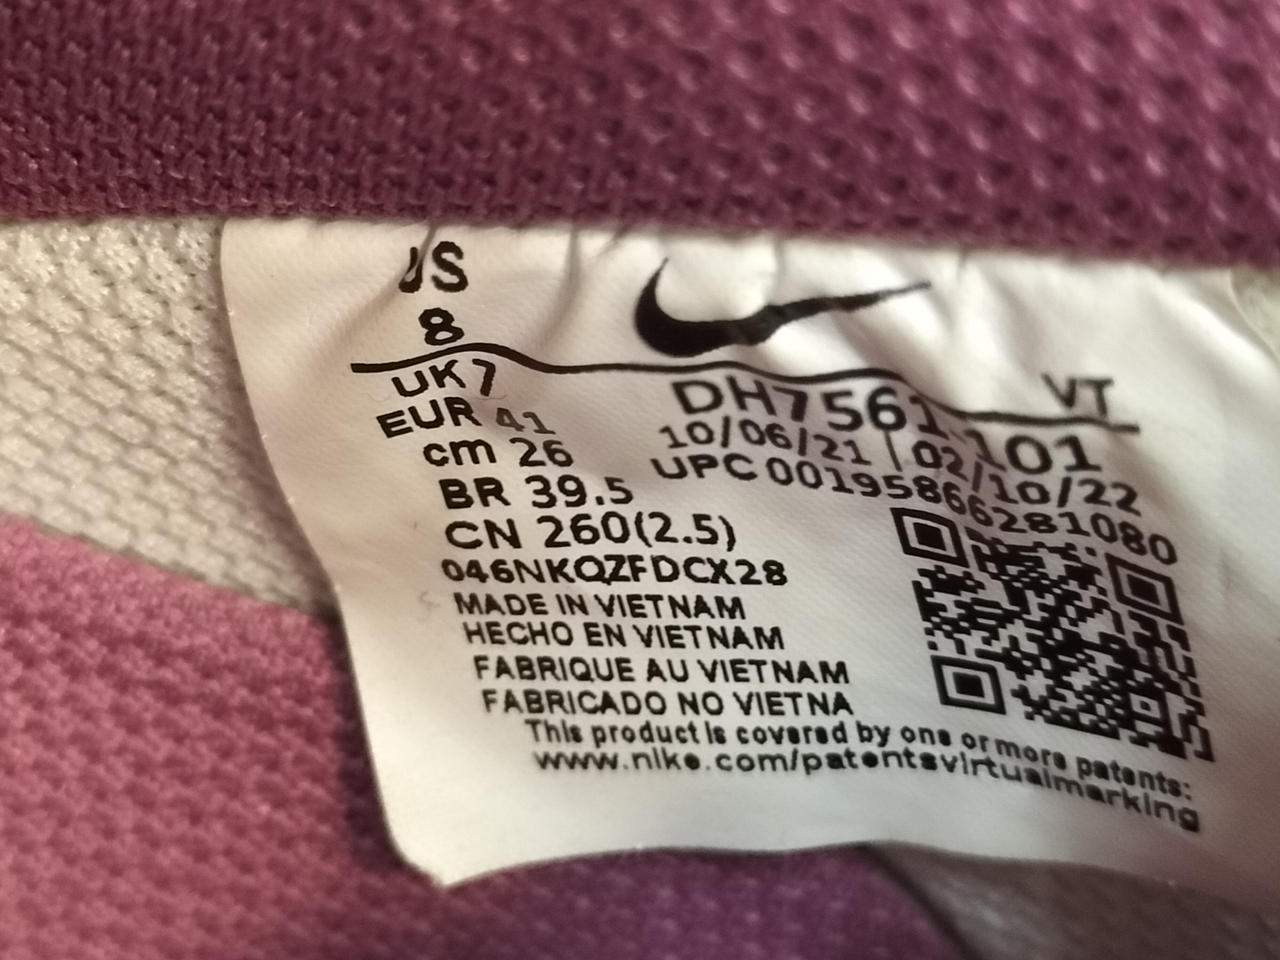 US
8
UK 7
EUR 41
cm 26
BR 39.5
CN 260(2.5)
046NKQZFDCX28
MADE IN VIETNAM
HECHO EN VIETNAM
FABRIQUE AU VIETNAM
FABRICADO NO VIETNA
VT
DH7561 101
10/06/21 02/10/22
UPC 00195866281080
This product is covered by one or more patents:
www.nike.com/patentsvirtualmarking